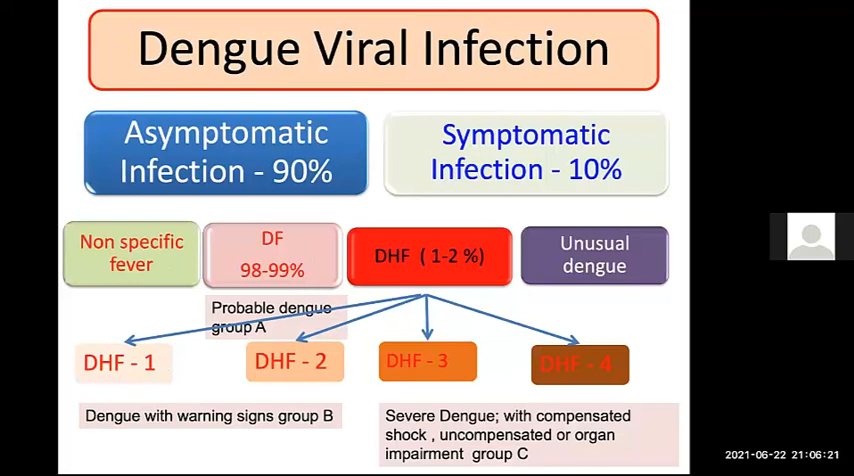 Dengue Viral Infection
Asymptomatic
Infection - 90%
Symptomatic
Infection - 10%
Non specific
fever
DF
98-99%
DHF ( 1-2 %)
Unusual
dengue
Probable dengue
group A
DHF - 1
DHF - 2
DHF - 3
DHF - 4
Dengue with warning signs group B
Severe Dengue; with compensated
shock , uncompensated or organ
impairment group C
2021-06-22 21:06:21